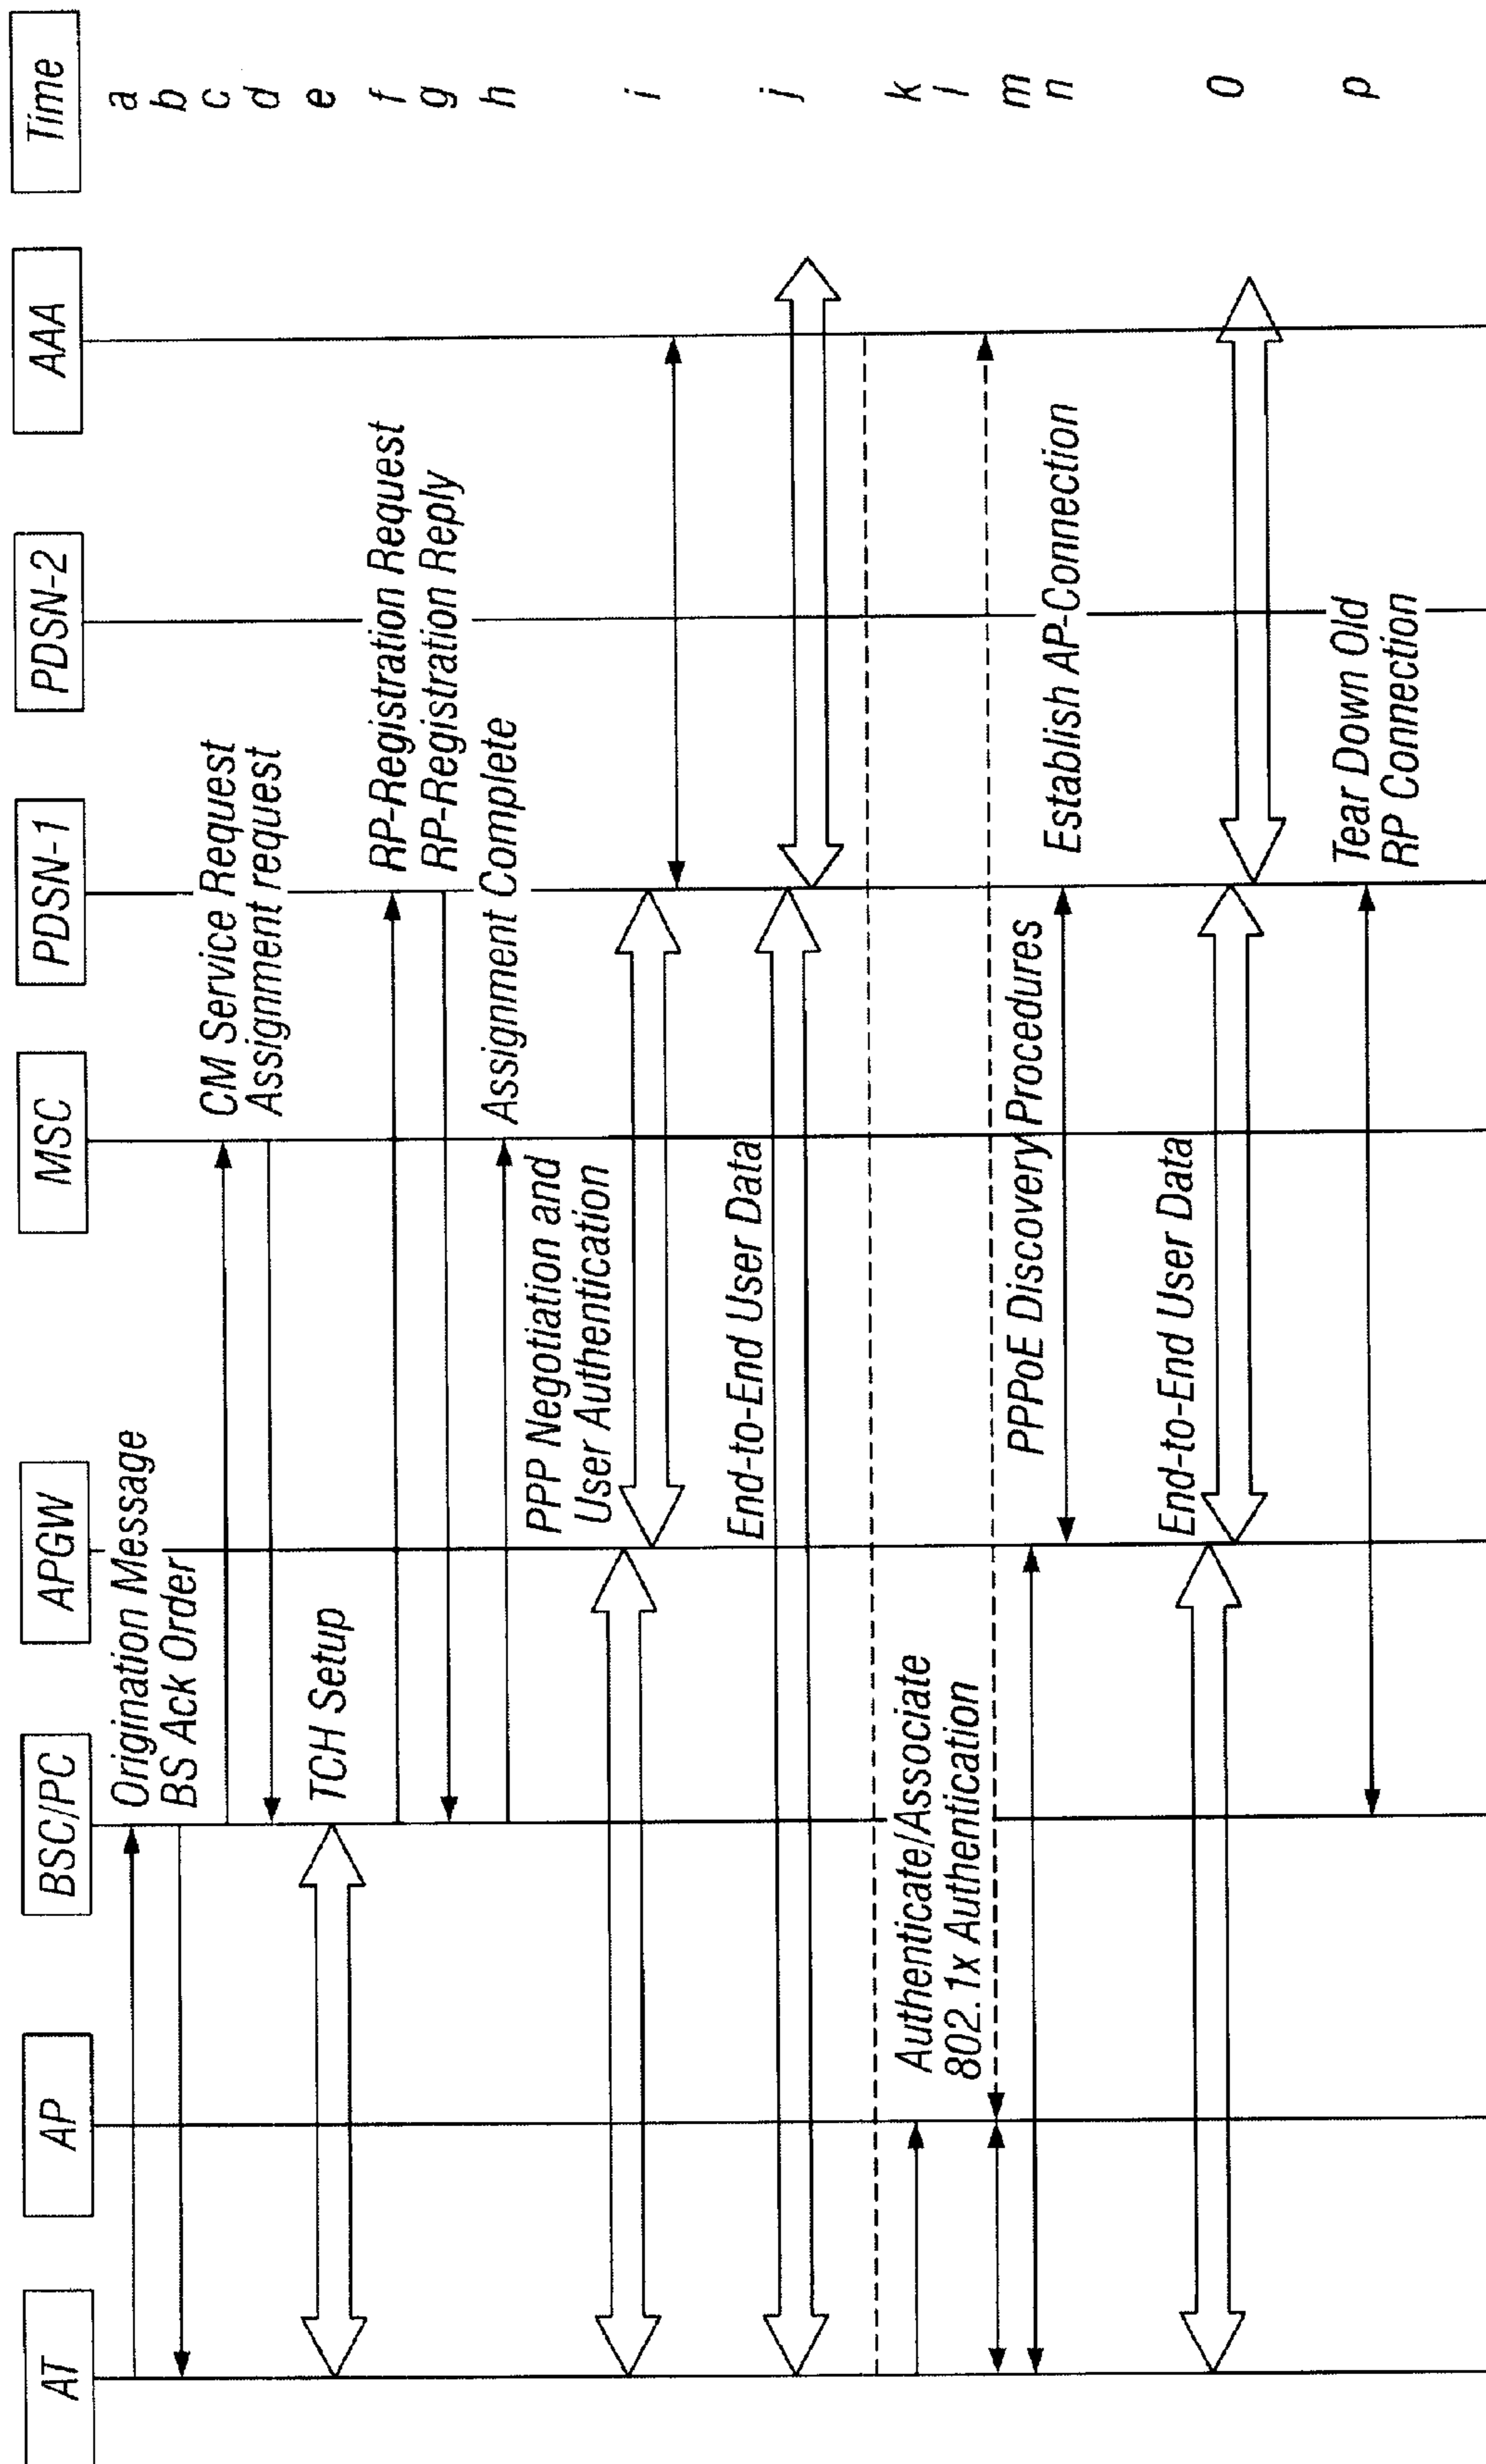 AT
AP
BSC/PC
APGW
MSC
PDSN-1
PDSN-2
AAA
Time
Origination Message
a
BS Ack Order
b
CM Service Request
c
Assignment request
d
TCH Setup
e
RP-Registration Request
f
RP-Registration Reply
g
Assignment Complete
h
PPP Negotiation and
User Authentication
i
End-to-End User Data
j
Authenticate/Associate
k
802.1x Authentication
l
PPPoE Discovery Procedures
m
Establish AP-Connection
n
End-to-End User Data
0
Tear Down Old
RP Connection
p